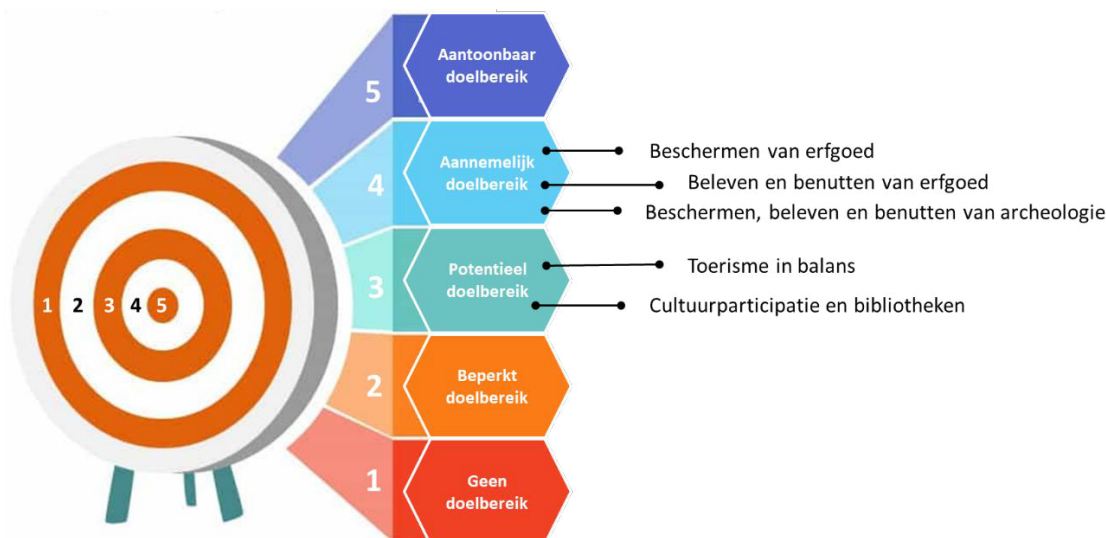 5
Aantoonbaar
doelbereik
4
Aannemelijk
doelbereik
Beschermen van erfgoed
Beleven en benutten van erfgoed
Beschermen, beleven en benutten van archeologie
3
Potentieel
doelbereik
Toerisme in balans
Cultuurparticipatie en bibliotheken
1 2 3 4 5
2
Beperkt
doelbereik
1
Geen
doelbereik